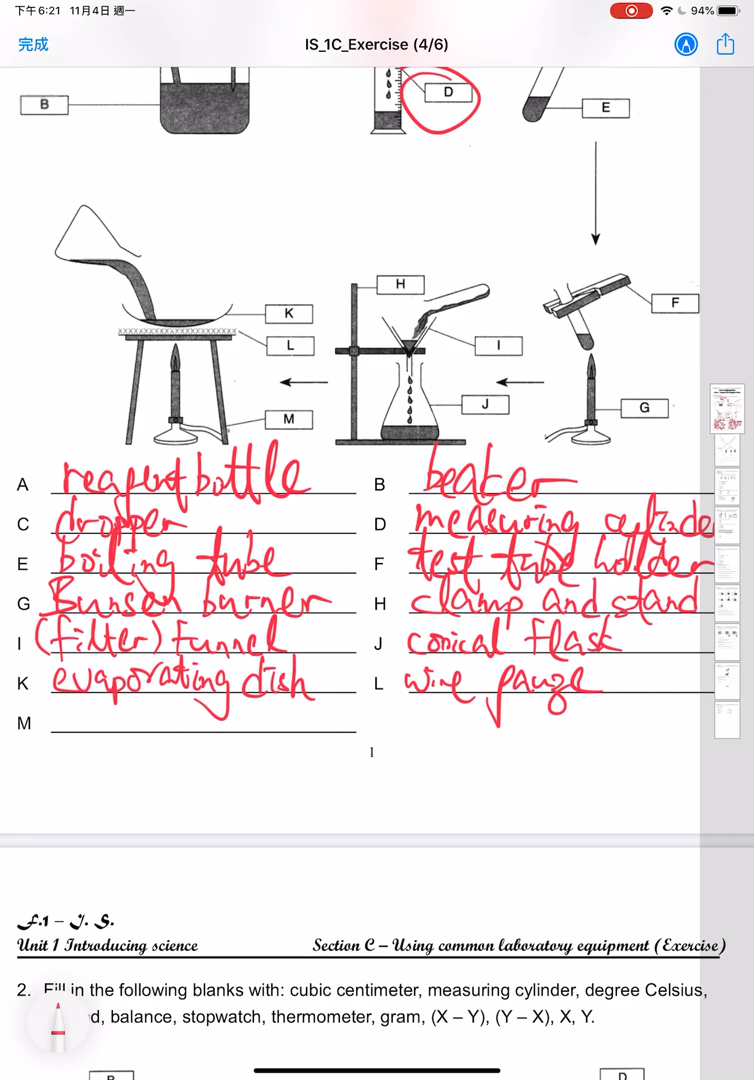 下午6:21 11月4日 週一 94%
完成 IS_1C_Exercise (4/6)
B D E
H F
K
L I
J G
M
A reagent bottle B beaker
C dropper D measuring cylinde
E boiling tube F test tube holder
G Bunsen burner H clamp and stand
I (filter) funnel J conical flask
K evaporating dish L wire gauze
M
1
F.1 – I. S.
Unit 1 Introducing science Section C – Using common laboratory equipment (Exercise)
2. Fill in the following blanks with: cubic centimeter, measuring cylinder, degree Celsius,
d, balance, stopwatch, thermometer, gram, (X – Y), (Y – X), X, Y.